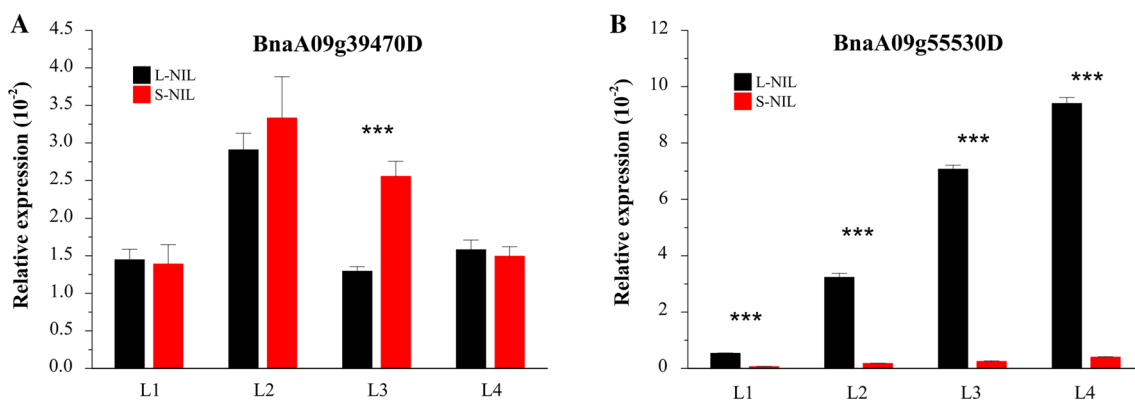 A
BnaA09g39470D
L-NIL
S-NIL
Relative expression (10-2)
4.5
4.0
3.5
3.0
2.5
2.0
1.5
1.0
0.5
0.0
***
L1 L2 L3 L4
B
BnaA09g55530D
L-NIL
S-NIL
Relative expression (10-2)
12
10
8
6
4
2
0
***
***
***
***
L1 L2 L3 L4